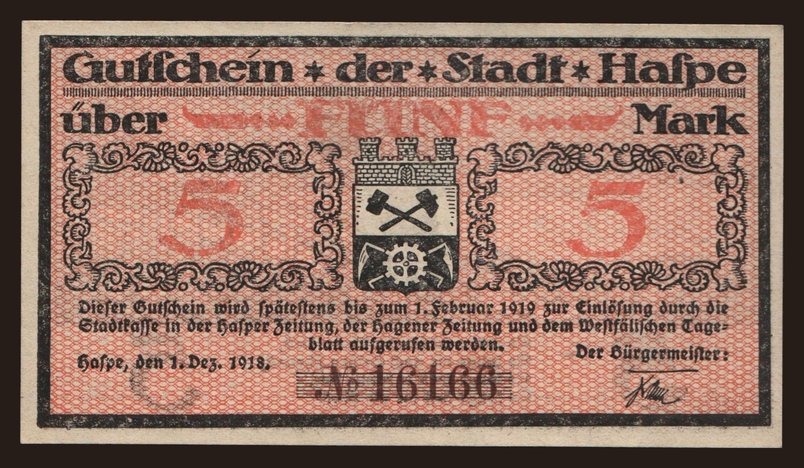 Gutſchein * der * Stadt * Haſpe
über FÜNF Mark
5 5
Dieſer Gutſchein wird ſpäteſtens bis zum 1. Februar 1919 zur Einlöſung durch die
Stadtkaſſe in der Haſper Zeitung, der Hagener Zeitung und dem Weſtfäliſchen Tage-
blatt aufgerufen werden.
Haſpe, den 1. Dez. 1918.
Der Bürgermeiſter:
№ 16166